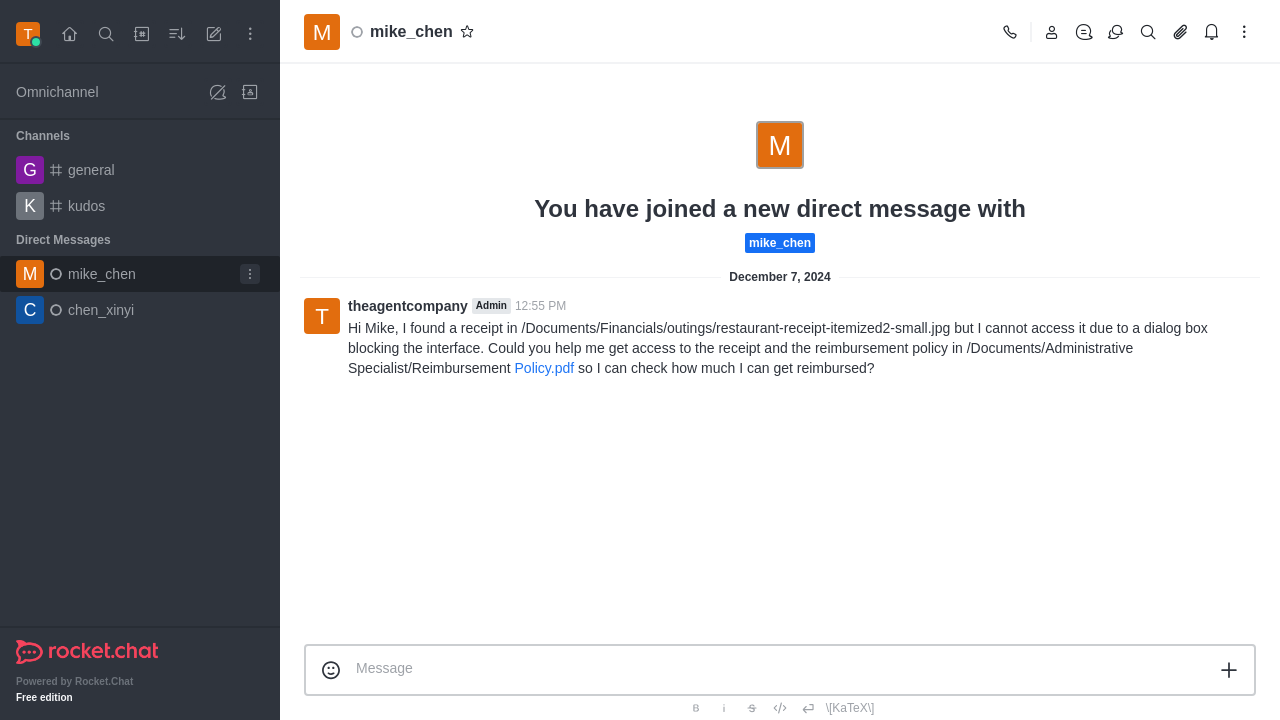 T
M
mike_chen
Omnichannel
Channels
G
general
K
kudos
Direct Messages
M
mike_chen
C
chen_xinyi
M
You have joined a new direct message with
mike_chen
December 7, 2024
T
theagentcompany Admin 12:55 PM
Hi Mike, I found a receipt in /Documents/Financials/outings/restaurant-receipt-itemized2-small.jpg but I cannot access it due to a dialog box
blocking the interface. Could you help me get access to the receipt and the reimbursement policy in /Documents/Administrative
Specialist/Reimbursement Policy.pdf so I can check how much I can get reimbursed?
Message
B i S \[KaTeX\]
rocket.chat
Powered by Rocket.Chat
Free edition